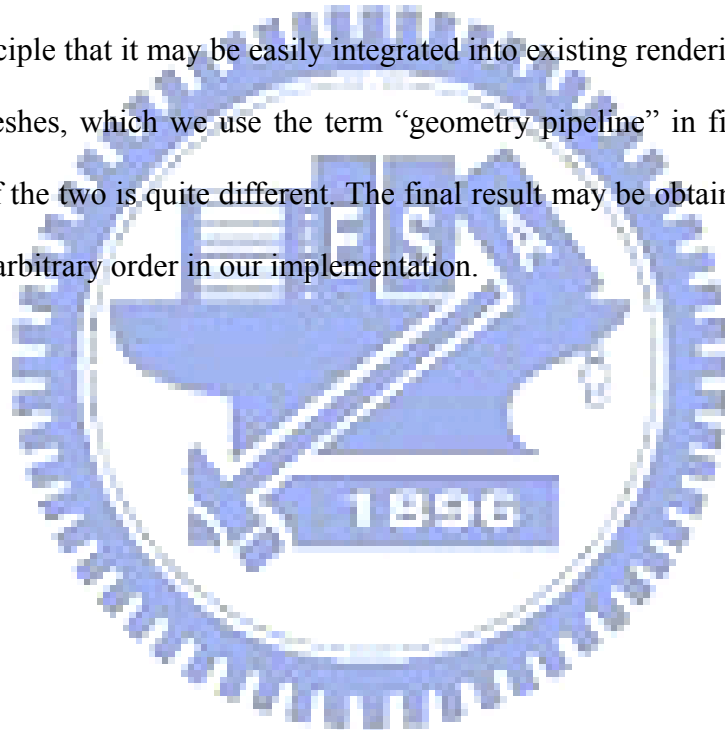 ciple that it may be easily integrated into existing renderi
eshes, which we use the term “geometry pipeline” in fi
f the two is quite different. The final result may be obtain
arbitrary order in our implementation.
E S A
1896